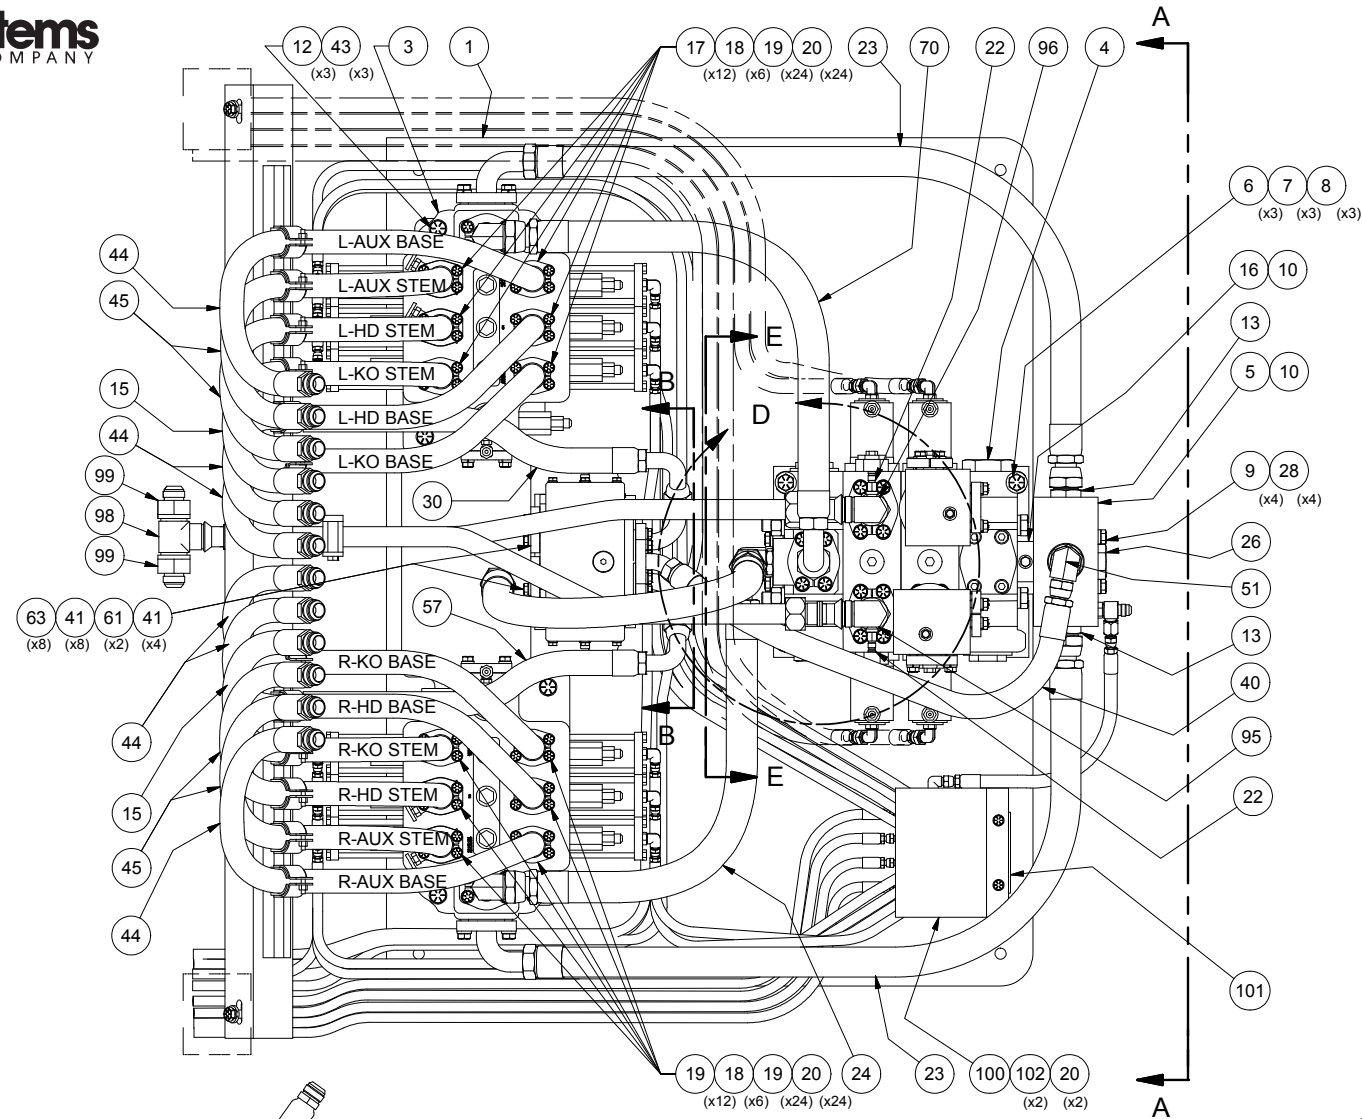 tems
OMPANY
A
12 43 3 1 17 18 19 20 23 70 22 96 4
(x3) (x3) (x12) (x6) (x24) (x24)
6 7 8
(x3) (x3) (x3)
L-AUX BASE
44
L-AUX STEM
16 10
45
L-HD STEM
E
13
L-KO STEM
B
5 10
15
L-HD BASE
D
44
L-KO BASE
99
30
9 28
(x4) (x4)
98
26
99
51
63 41 61 41
(x8) (x8) (x2) (x4)
57
13
R-KO BASE
40
R-HD BASE
44
R-KO STEM
B
95
E
15
R-HD STEM
22
45
R-AUX STEM
R-AUX BASE
44
101
19 18 19 20 24 23 100 102 20
(x12) (x6) (x24) (x24) (x2) (x2)
A